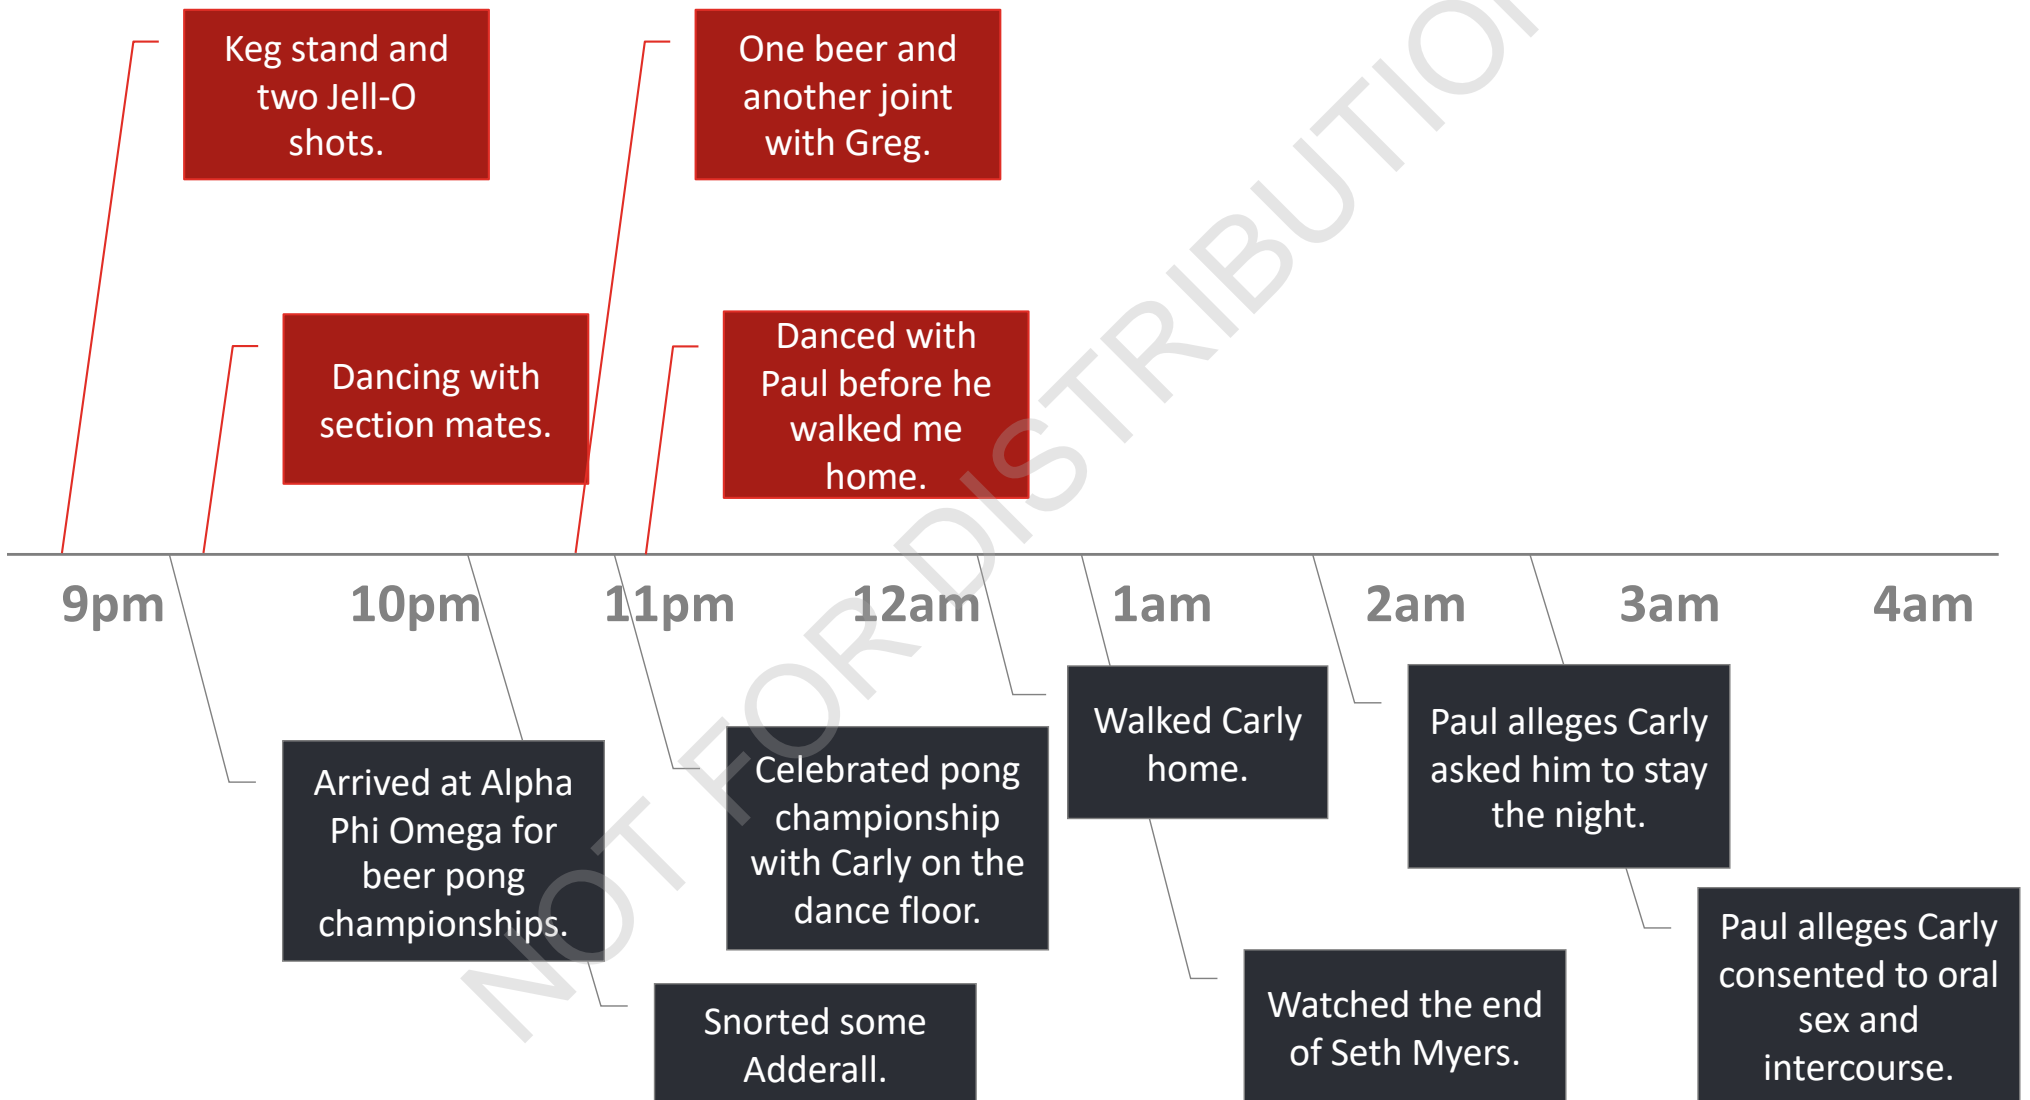 Keg stand and
two Jell-O
shots.
One beer and
another joint
with Greg.
Dancing with
section mates.
Danced with
Paul before he
walked me
home.
9pm
10pm
11pm
12am
1am
2am
3am
4am
Arrived at Alpha
Phi Omega for
beer pong
championships.
Snorted some
Adderall.
Celebrated pong
championship
with Carly on the
dance floor.
Walked Carly
home.
Watched the end
of Seth Myers.
Paul alleges Carly
asked him to stay
the night.
Paul alleges Carly
consented to oral
sex and
intercourse.
NOT FOR DISTRIBUTION